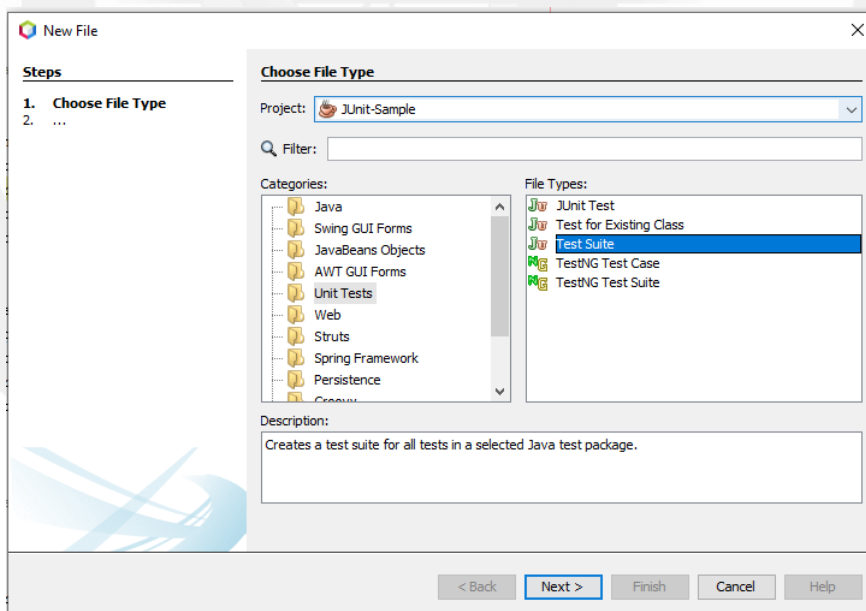 New File
Steps
1. Choose File Type
2. ...
Choose File Type
Project: JUnit-Sample
Filter:
Categories:
Java
Swing GUI Forms
JavaBeans Objects
AWT GUI Forms
Unit Tests
Web
Struts
Spring Framework
Persistence
Groovy
File Types:
JUnit Test
Test for Existing Class
Test Suite
TestNG Test Case
TestNG Test Suite
Description:
Creates a test suite for all tests in a selected Java test package.
< Back
Next >
Finish
Cancel
Help